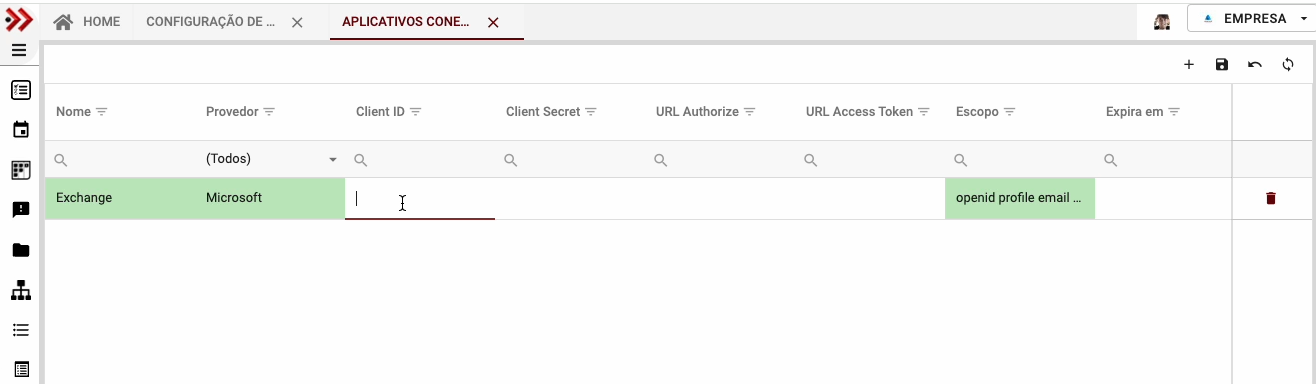 HOME CONFIGURAÇÃO DE ... APLICATIVOS CONE... EMPRESA
Nome Provedor Client ID Client Secret URL Authorize URL Access Token Escopo Expira em
(Todos)
Exchange Microsoft openid profile email ...